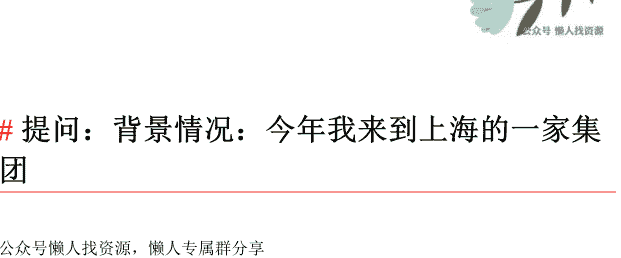 公众号 懒人找资源
# 提问：背景情况：今年我来到上海的一家集
团
公众号懒人找资源，懒人专属群分享